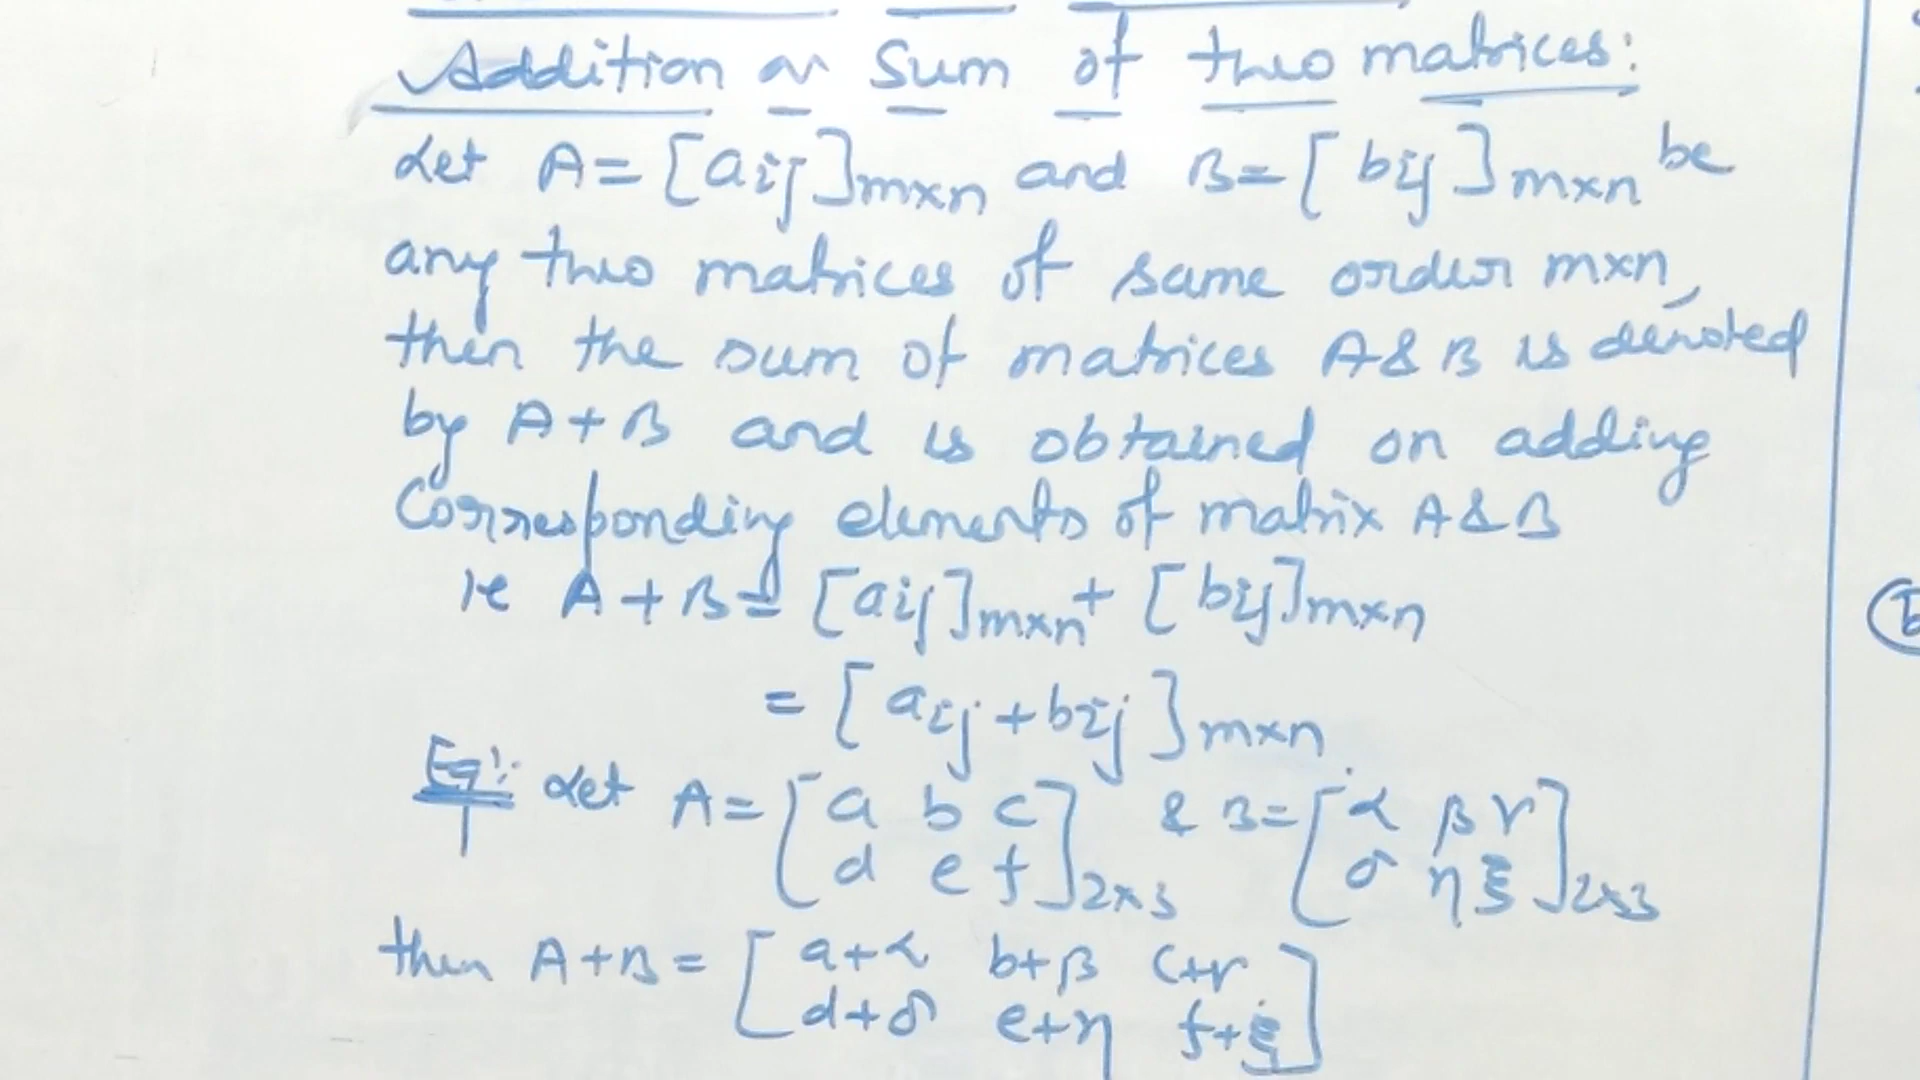 Addition or Sum of two matrices:
Let A = [aij]m×n and B = [bij]m×n be
any two matrices of same order m×n,
then the sum of matrices A & B is denoted
by A + B and is obtained on adding
Corresponding elements of matrix A & B
ie A + B = [aij]m×n + [bij]m×n
= [aij + bij]m×n
Eg: Let A = [a b c
d e f]2×3 & B = [α β γ
δ η ξ]2×3
then A + B = [a+α b+β c+γ
d+δ e+η f+ξ]